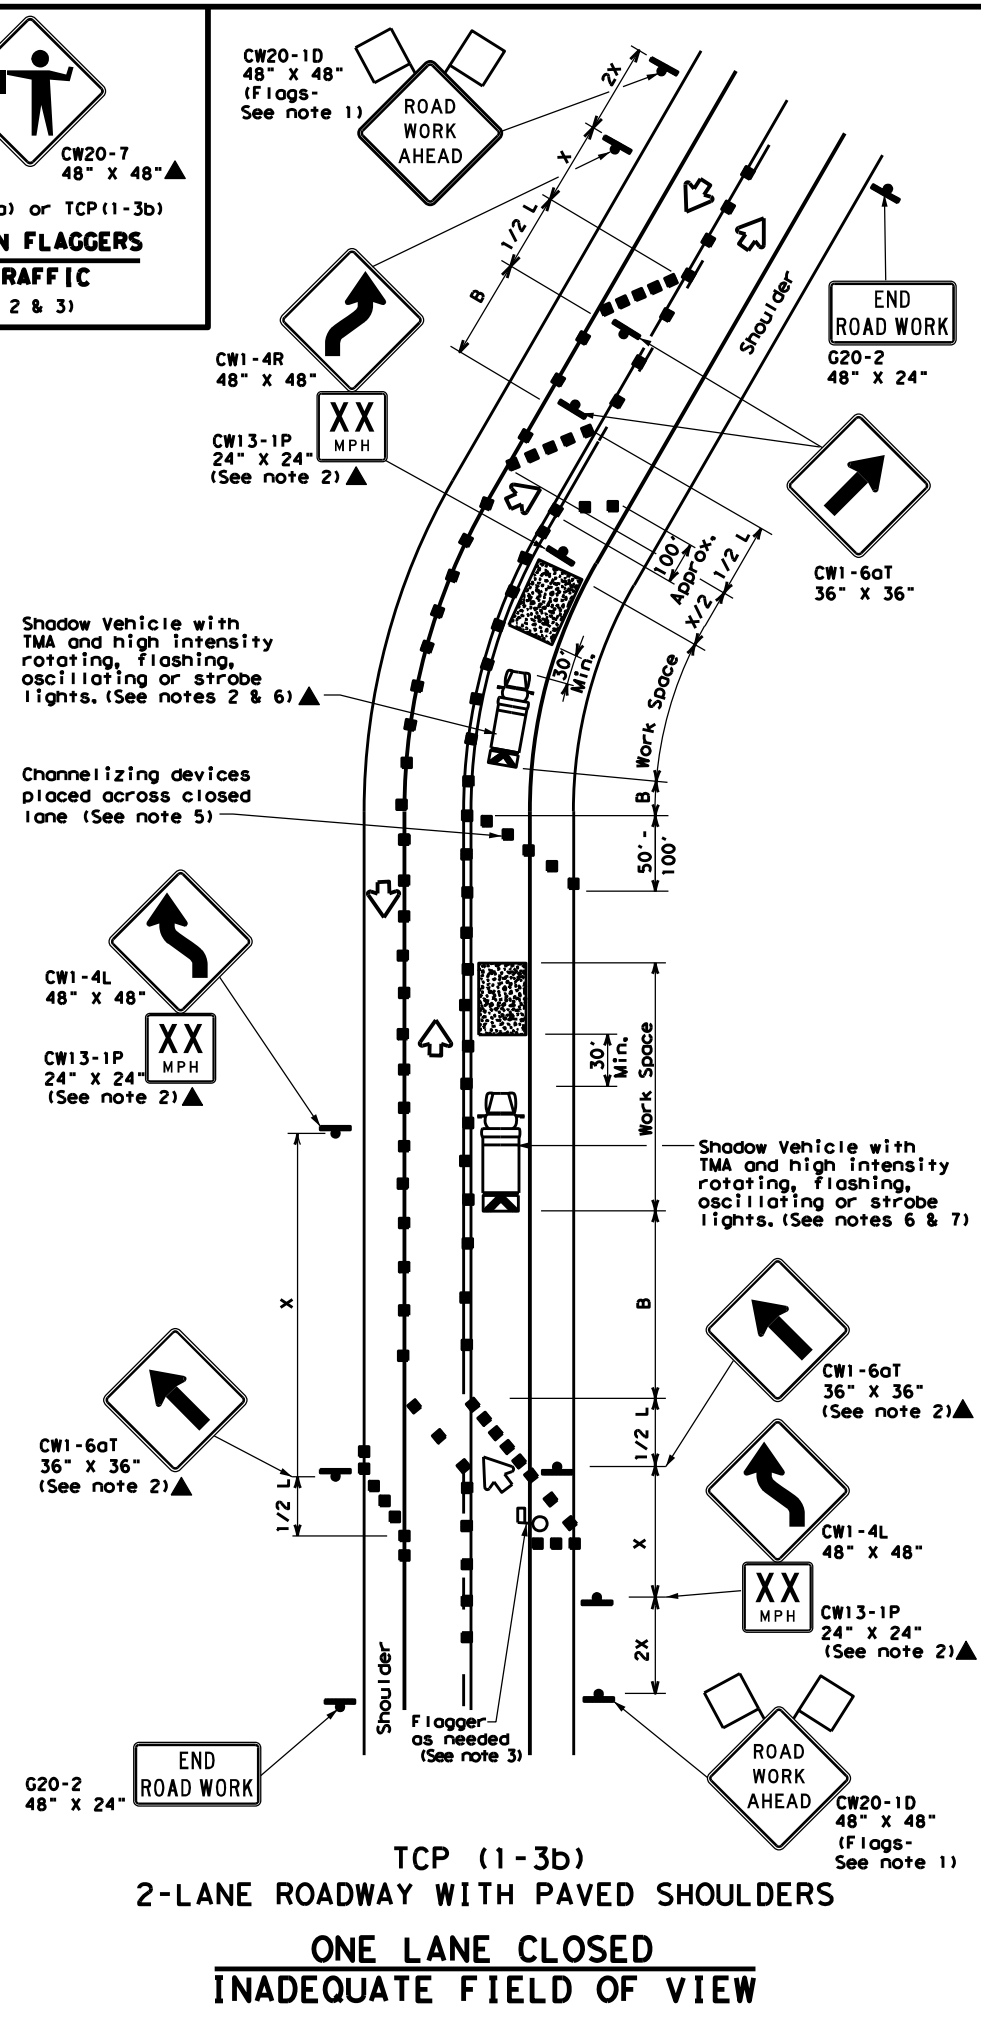 CW20-7
48" X 48"
a) or TCP(1-3b)
N FLAGGERS
RAFFIC
2 & 3)
CW20-1D
48" X 48"
(Flags-
See note 1)
ROAD
WORK
AHEAD
2X
X
1/2 L
B
CW1-4R
48" X 48"
XX
MPH
CW13-1P
24" X 24"
(See note 2)
Shoulder
END
ROAD WORK
G20-2
48" X 24"
CW1-6aT
36" X 36"
100'
Approx.
1/2 L
X/2
30'
Min.
Work Space
B
50' -
100'
Shadow Vehicle with
TMA and high intensity
rotating, flashing,
oscillating or strobe
lights. (See notes 2 & 6)
Channelizing devices
placed across closed
lane (See note 5)
CW1-4L
48" X 48"
XX
MPH
CW13-1P
24" X 24"
(See note 2)
30'
Min.
Work Space
Shadow Vehicle with
TMA and high intensity
rotating, flashing,
oscillating or strobe
lights. (See notes 6 & 7)
X
B
CW1-6aT
36" X 36"
(See note 2)
1/2 L
CW1-6aT
36" X 36"
(See note 2)
1/2 L
X
CW1-4L
48" X 48"
XX
MPH
CW13-1P
24" X 24"
(See note 2)
2X
Shoulder
Flagger
as needed
(See note 3)
END
ROAD WORK
G20-2
48" X 24"
ROAD
WORK
AHEAD
CW20-1D
48" X 48"
(Flags-
See note 1)
TCP (1-3b)
2-LANE ROADWAY WITH PAVED SHOULDERS
ONE LANE CLOSED
INADEQUATE FIELD OF VIEW